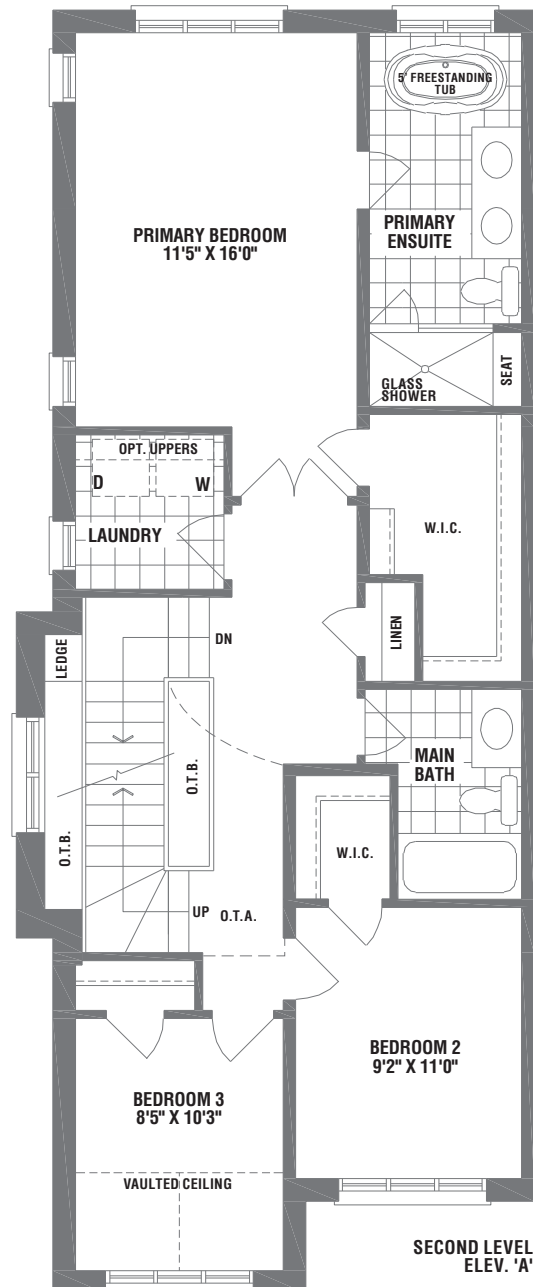 5' FREESTANDING
TUB
PRIMARY BEDROOM
11'5" X 16'0"
PRIMARY
ENSUITE
GLASS
SHOWER
SEAT
OPT. UPPERS
D
W
LAUNDRY
W.I.C.
LINEN
LEDGE
DN
MAIN
BATH
O.T.B.
O.T.B.
W.I.C.
UP
O.T.A.
BEDROOM 2
9'2" X 11'0"
BEDROOM 3
8'5" X 10'3"
VAULTED CEILING
SECOND LEVEL
ELEV. 'A'